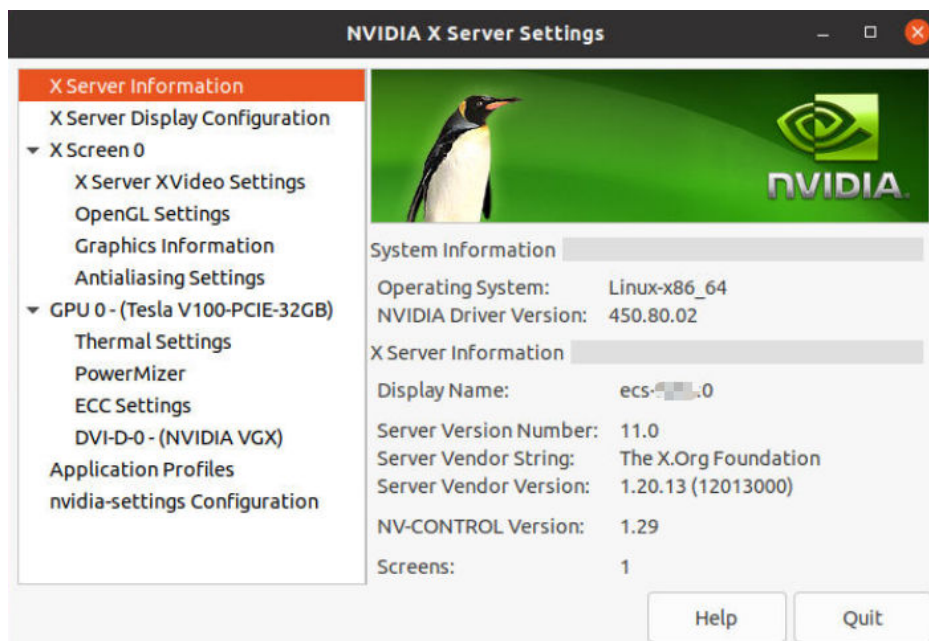 NVIDIA X Server Settings
X Server Information
X Server Display Configuration
X Screen 0
X Server XVideo Settings
OpenGL Settings
Graphics Information
Antialiasing Settings
GPU 0 - (Tesla V100-PCIE-32GB)
Thermal Settings
PowerMizer
ECC Settings
DVI-D-0 - (NVIDIA VGX)
Application Profiles
nvidia-settings Configuration
NVIDIA.
System Information
Operating System: Linux-x86_64
NVIDIA Driver Version: 450.80.02
X Server Information
Display Name: ecs- :0
Server Version Number: 11.0
Server Vendor String: The X.Org Foundation
Server Vendor Version: 1.20.13 (12013000)
NV-CONTROL Version: 1.29
Screens: 1
Help
Quit